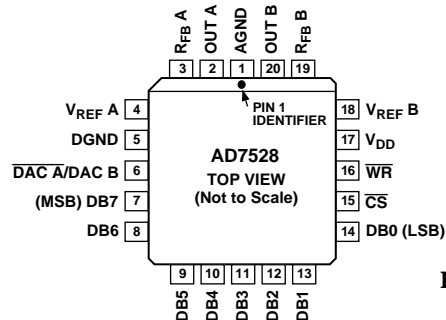 RFB A
OUT A
AGND
OUT B
RFB B
3 2 1 20 19
VREF A 4
DGND 5
DAC A/DAC B 6
(MSB) DB7 7
DB6 8
PIN 1
IDENTIFIER
AD7528
TOP VIEW
(Not to Scale)
18 VREF B
17 VDD
16 WR
15 CS
14 DB0 (LSB)
9 10 11 12 13
DB5
DB4
DB3
DB2
DB1